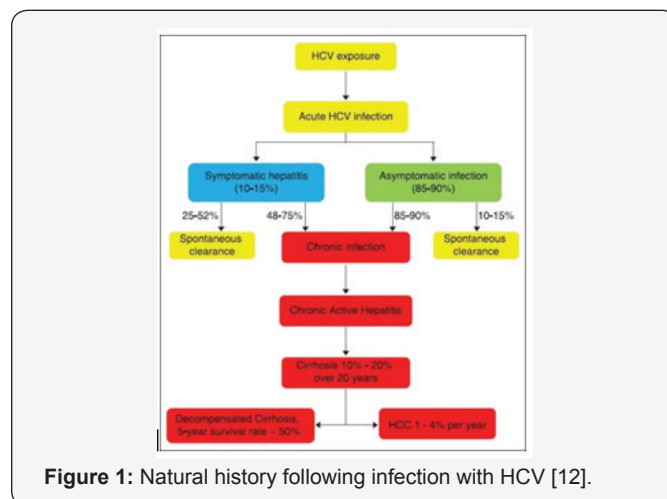 HCV exposure
Acute HCV infection
Symptomatic hepatitis
(10-15%)
Asymptomatic infection
(85-90%)
25-52%
48-75%
85-90%
10-15%
Spontaneous
clearance
Chronic infection
Spontaneous
clearance
Chronic Active Hepatitis
Cirrhosis 10% - 20%
over 20 years
Decompensated Cirrhosis,
5-year survival rate ~ 50%
HCC 1 - 4% per year
Figure 1: Natural history following infection with HCV [12].